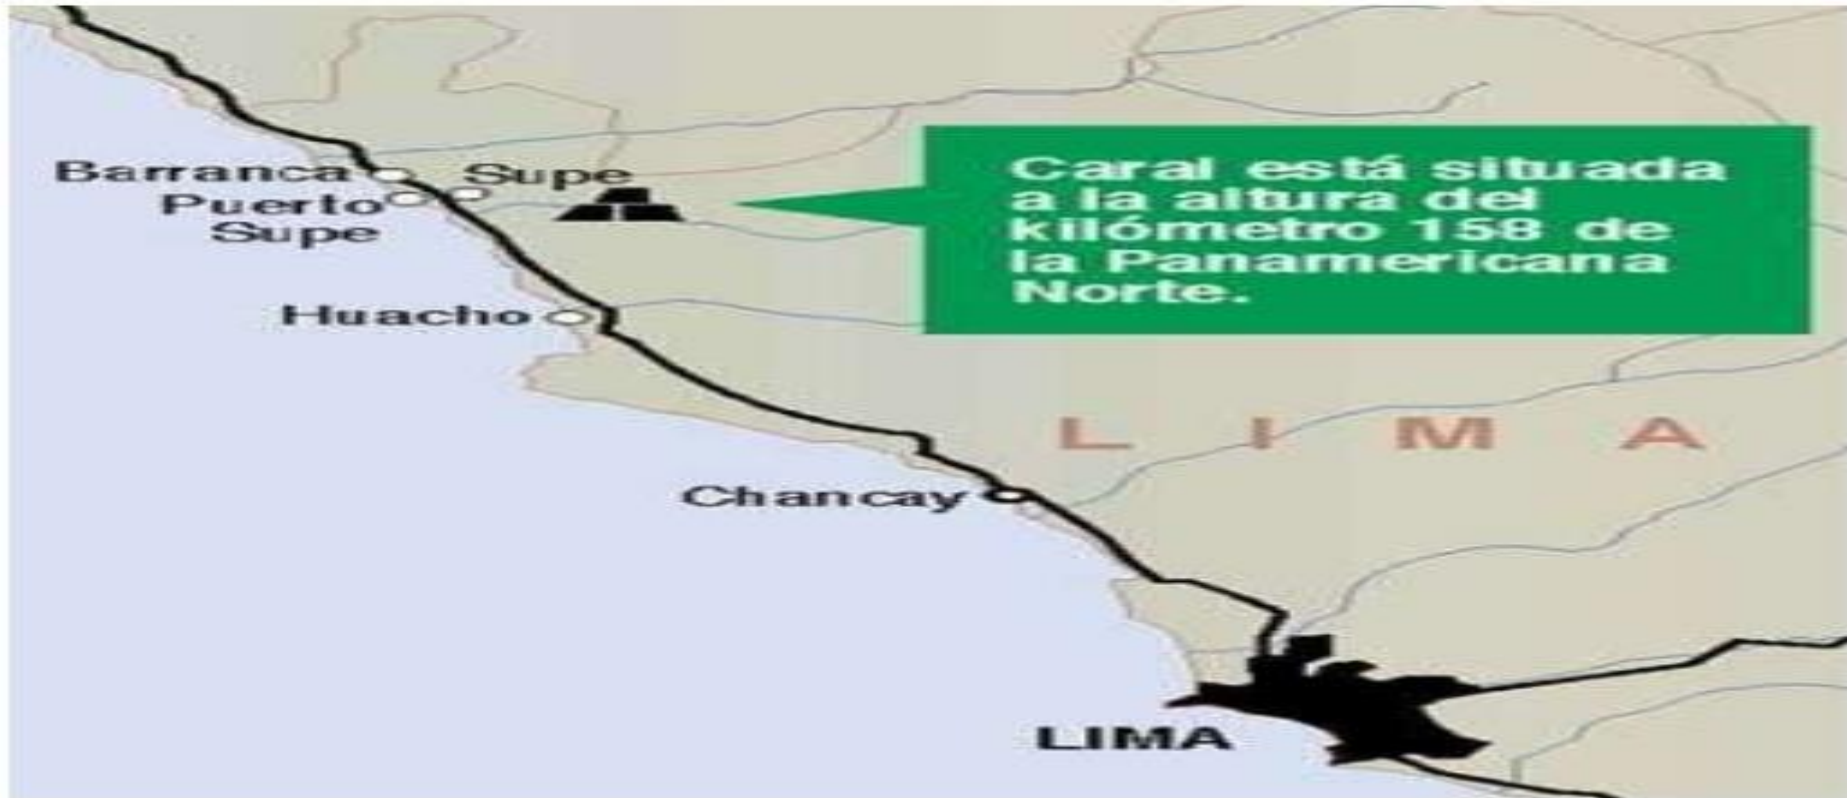 Barranca
Supe
Puerto
Supe
Caral está situada
a la altura del
kilómetro 158 de
la Panamericana
Norte.
Huacho
L I M A
Chancay
LIMA